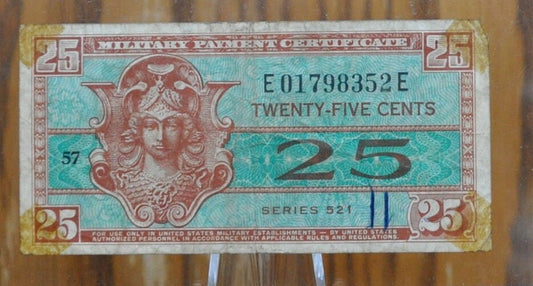 25 MILITARY PAYMENT CERTIFICATE 25
E01798352E
TWENTY-FIVE CENTS
57
25
SERIES 521
25 25
FOR USE ONLY IN UNITED STATES MILITARY ESTABLISHMENTS — BY UNITED STATES
AUTHORIZED PERSONNEL IN ACCORDANCE WITH APPLICABLE RULES AND REGULATIONS.